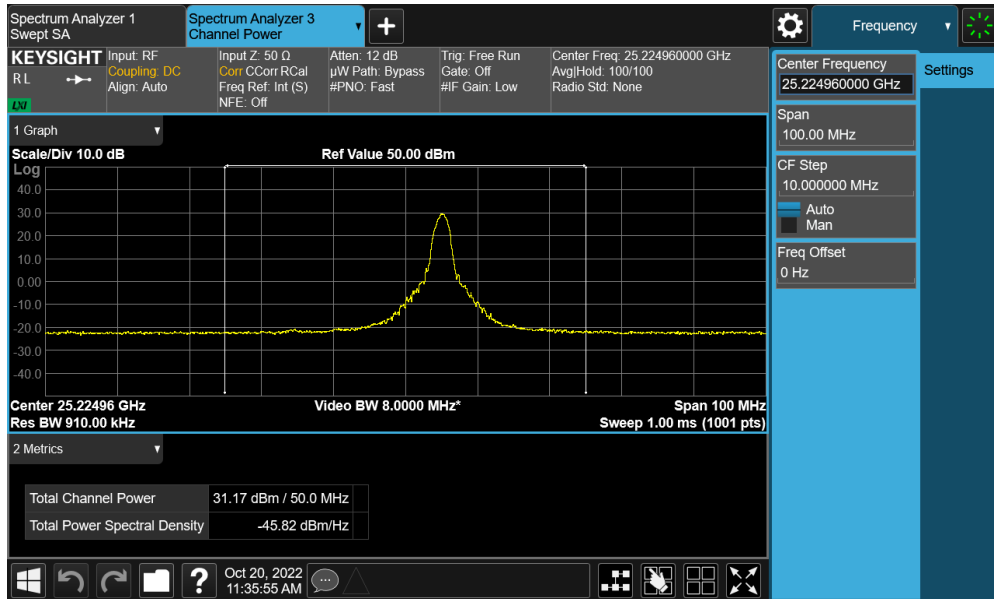 Spectrum Analyzer 1
Swept SA
Spectrum Analyzer 3
Channel Power
Frequency
KEYSIGHT
R L
LXI
Input: RF
Coupling: DC
Align: Auto
Input Z: 50 Ω
Corr CCorr RCal
Freq Ref: Int (S)
NFE: Off
Atten: 12 dB
µW Path: Bypass
#PNO: Fast
Trig: Free Run
Gate: Off
#IF Gain: Low
Center Freq: 25.224960000 GHz
Avg|Hold: 100/100
Radio Std: None
1 Graph
Scale/Div 10.0 dB
Ref Value 50.00 dBm
Log
40.0
30.0
20.0
10.0
0.00
-10.0
-20.0
-30.0
-40.0
Center 25.22496 GHz
Video BW 8.0000 MHz*
Span 100 MHz
Res BW 910.00 kHz
Sweep 1.00 ms (1001 pts)
2 Metrics
Total Channel Power 31.17 dBm / 50.0 MHz
Total Power Spectral Density -45.82 dBm/Hz
Center Frequency
25.224960000 GHz
Settings
Span
100.00 MHz
CF Step
10.000000 MHz
Auto
Man
Freq Offset
0 Hz
?
Oct 20, 2022
11:35:55 AM